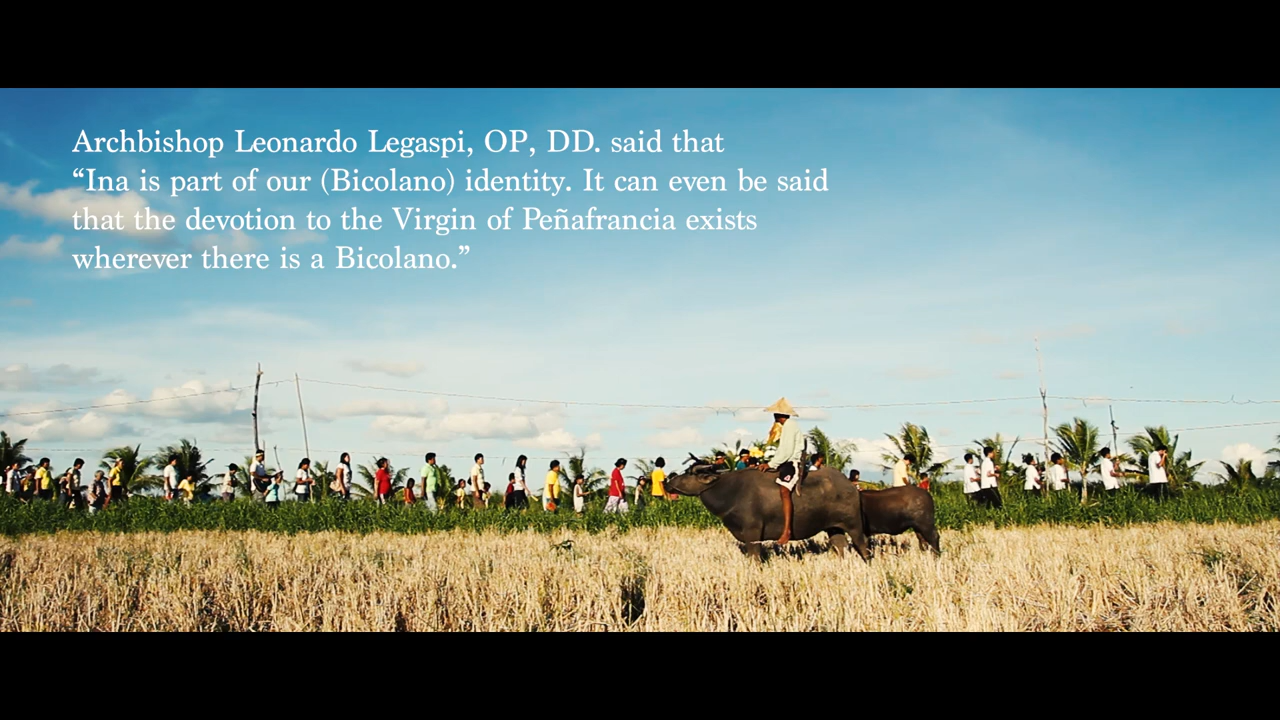 Archbishop Leonardo Legaspi, OP, DD. said that
“Ina is part of our (Bicolano) identity. It can even be said
that the devotion to the Virgin of Peñafrancia exists
wherever there is a Bicolano.”